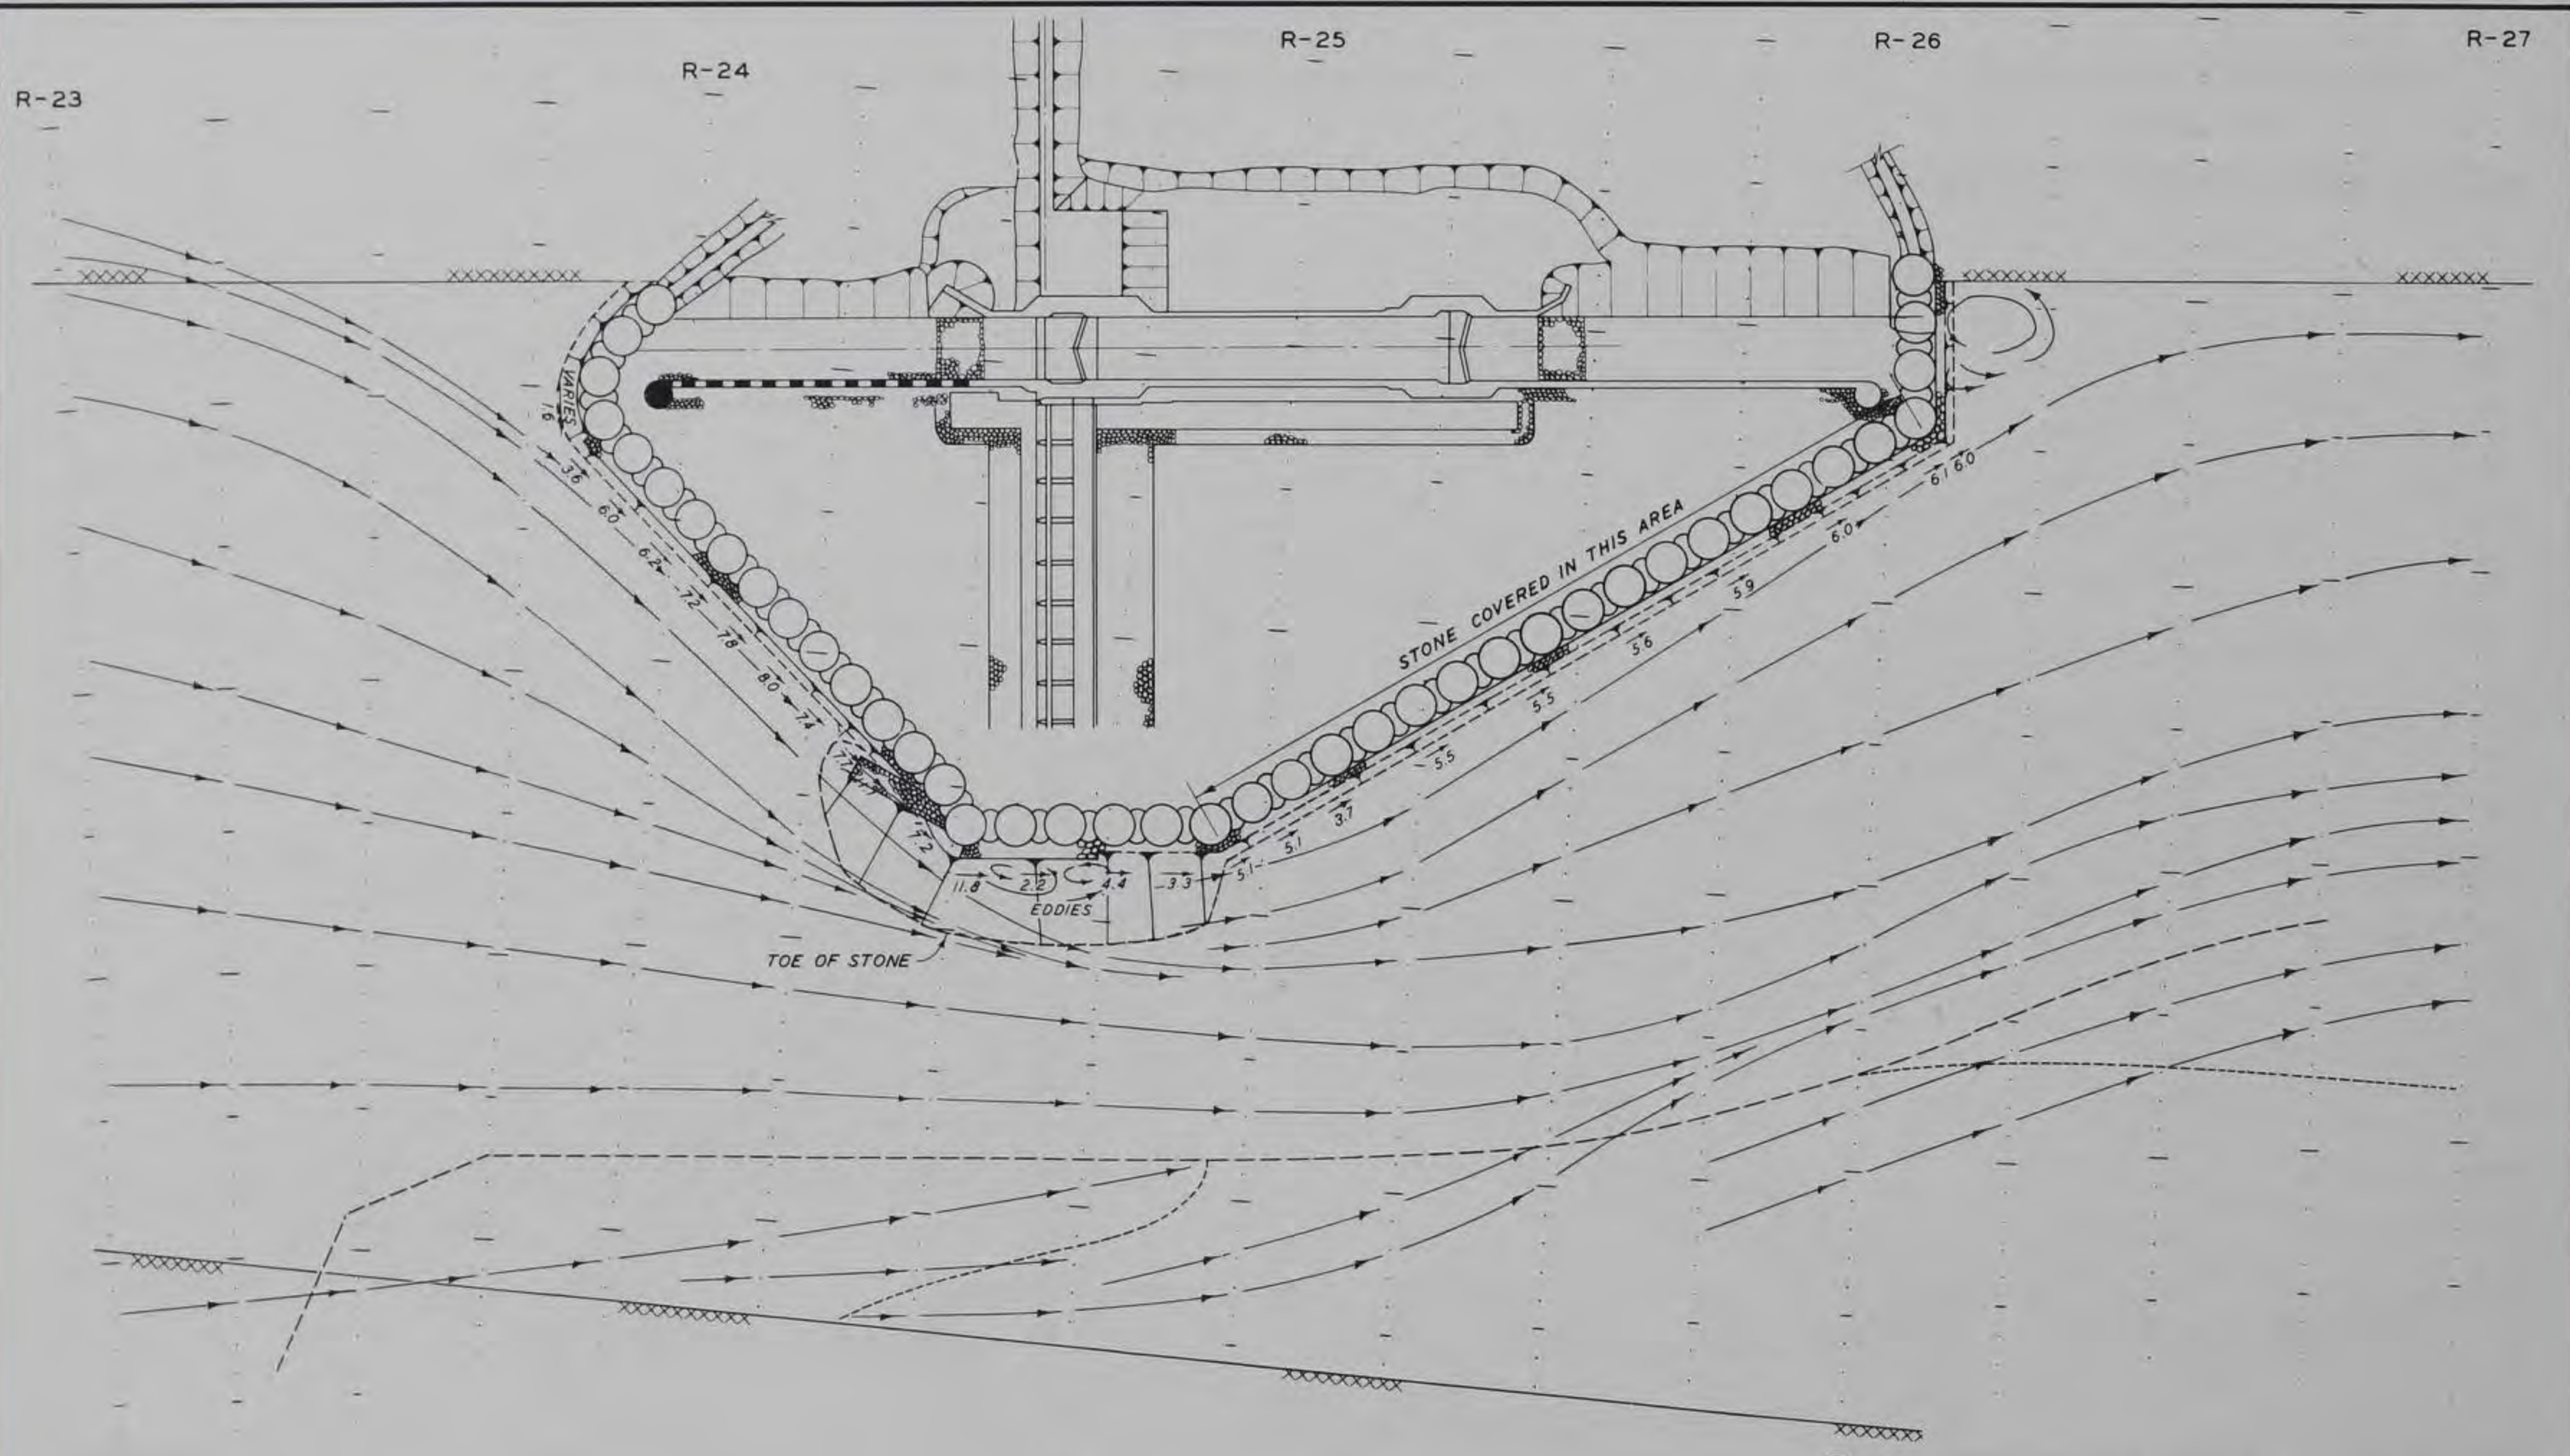 R-23
R-24
R-25
R-26
R-27
VARIES
1.6
3.6
6.0
6.2
7.2
7.8
8.0
7.4
7.2
11.8
2.2
4.4
3.3
EDDIES
TOE OF STONE
5.1
5.1
3.7
5.5
5.5
5.6
5.9
6.0
6.1 6.0
STONE COVERED IN THIS AREA